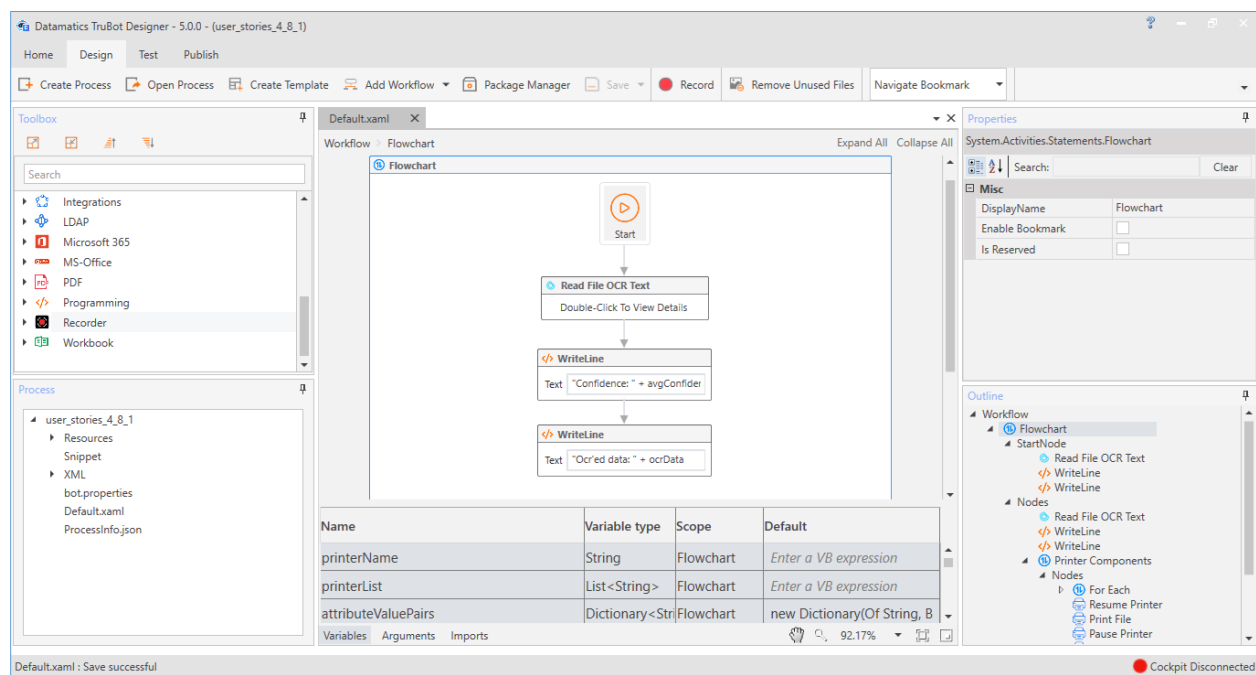 Datamatics TruBot Designer - 5.0.0 - (user_stories_4_8_1)
?
Home Design Test Publish
Create Process Open Process Create Template Add Workflow Package Manager Save Record Remove Unused Files Navigate Bookmark
Toolbox
Search
Integrations
LDAP
Microsoft 365
MS-Office
PDF
Programming
Recorder
Workbook
Process
user_stories_4_8_1
Resources
Snippet
XML
bot.properties
Default.xaml
ProcessInfo.json
Default.xaml
Workflow Flowchart Expand All Collapse All
Flowchart
Start
Read File OCR Text
Double-Click To View Details
WriteLine
Text "Confidence: " + avgConfider
WriteLine
Text "Ocr'ed data: " + ocrData
Name Variable type Scope Default
printerName String Flowchart Enter a VB expression
printerList List<String> Flowchart Enter a VB expression
attributeValuePairs Dictionary<Stri Flowchart new Dictionary(Of String, B
Variables Arguments Imports 92.17%
Properties
System.Activities.Statements.Flowchart
Search: Clear
Misc
DisplayName Flowchart
Enable Bookmark
Is Reserved
Outline
Workflow
Flowchart
StartNode
Read File OCR Text
WriteLine
WriteLine
Nodes
Read File OCR Text
WriteLine
WriteLine
Printer Components
Nodes
For Each
Resume Printer
Print File
Pause Printer
Default.xaml : Save successful
Cockpit Disconnected